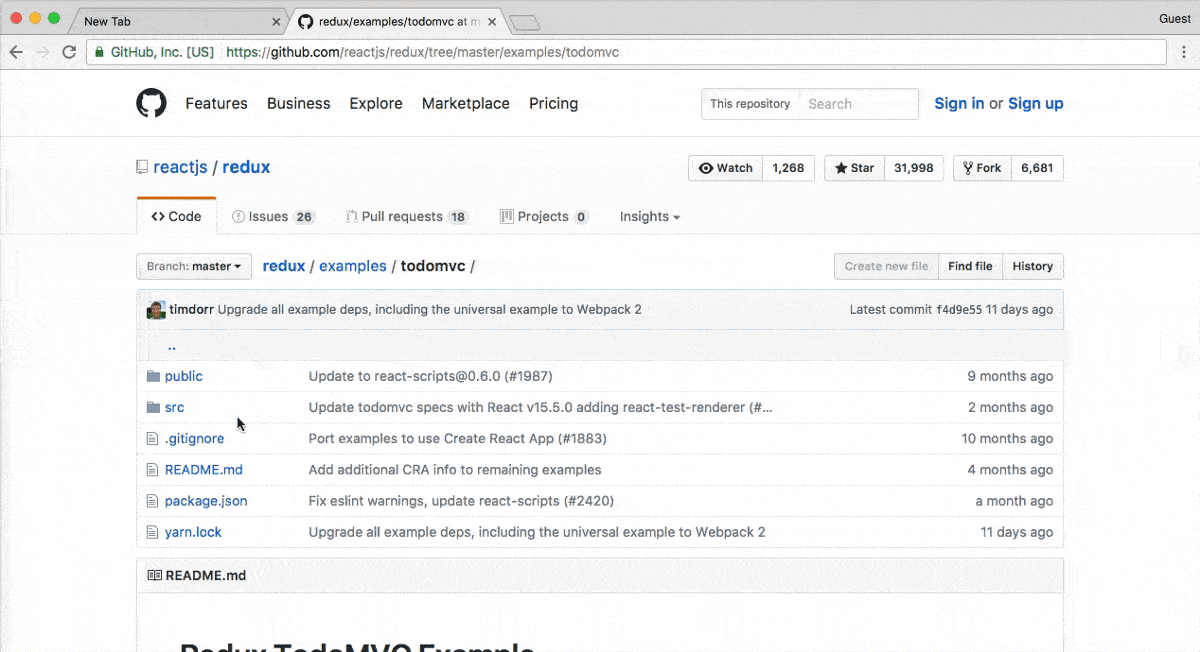 New Tab
redux/examples/todomvc at m
Guest
GitHub, Inc. [US] https://github.com/reactjs/redux/tree/master/examples/todomvc
Features Business Explore Marketplace Pricing This repository Search Sign in or Sign up
reactjs / redux Watch 1,268 Star 31,998 Fork 6,681
<> Code Issues 26 Pull requests 18 Projects 0 Insights
Branch: master redux / examples / todomvc / Create new file Find file History
timdorr Upgrade all example deps, including the universal example to Webpack 2 Latest commit f4d9e55 11 days ago
..
public Update to react-scripts@0.6.0 (#1987) 9 months ago
src Update todomvc specs with React v15.5.0 adding react-test-renderer (#... 2 months ago
.gitignore Port examples to use Create React App (#1883) 10 months ago
README.md Add additional CRA info to remaining examples 4 months ago
package.json Fix eslint warnings, update react-scripts (#2420) a month ago
yarn.lock Upgrade all example deps, including the universal example to Webpack 2 11 days ago
README.md
Redux TodoMVC Example